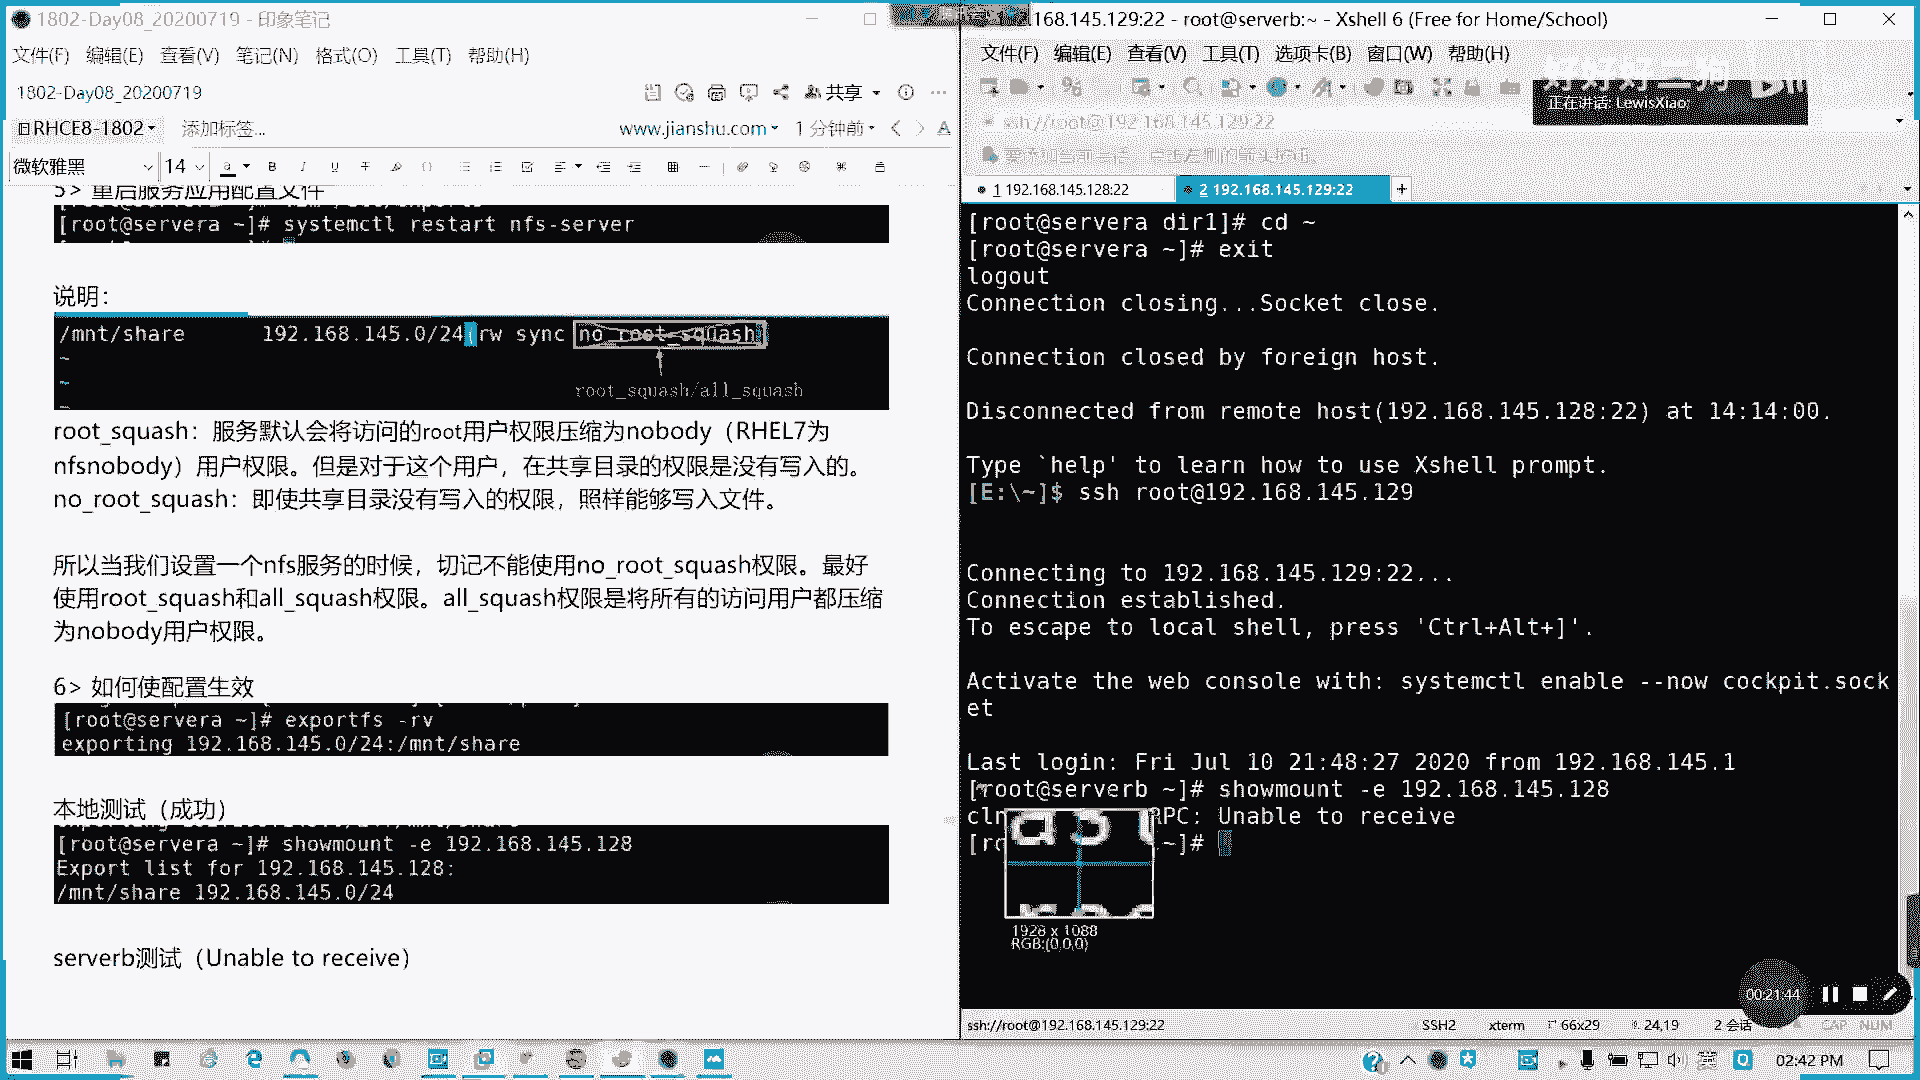 1802-Day08_20200719 - 印象笔记
文件(F) 编辑(E) 查看(V) 笔记(N) 格式(O) 工具(T) 帮助(H)
1802-Day08_20200719
共享
RHCE8-1802 添加标签...
www.jianshu.com 1 分钟前
微软雅黑 14
5> 重启服务应用配置文件
[root@servera ~]# systemctl restart nfs-server
说明：
/mnt/share 192.168.145.0/24(rw sync no_root_squash)
~
~
root_squash/all_squash
root_squash：服务默认会将访问的root用户权限压缩为nobody（RHEL7为
nfsnobody）用户权限。但是对于这个用户，在共享目录的权限是没有写入的。
no_root_squash：即使共享目录没有写入的权限，照样能够写入文件。
所以当我们设置一个nfs服务的时候，切记不能使用no_root_squash权限。最好
使用root_squash和all_squash权限。all_squash权限是将所有的访问用户都压缩
为nobody用户权限。
6> 如何使配置生效
[root@servera ~]# exportfs -rv
exporting 192.168.145.0/24:/mnt/share
本地测试（成功）
[root@servera ~]# showmount -e 192.168.145.128
Export list for 192.168.145.128:
/mnt/share 192.168.145.0/24
serverb测试（Unable to receive）
192.168.145.129:22 - root@serverb:~ - Xshell 6 (Free for Home/School)
文件(F) 编辑(E) 查看(V) 工具(T) 选项卡(B) 窗口(W) 帮助(H)
正在讲话: LewisXiao
ssh://root@192.168.145.129:22
1 192.168.145.128:22
2 192.168.145.129:22
[root@servera dir1]# cd ~
[root@servera ~]# exit
logout
Connection closing...Socket close.
Connection closed by foreign host.
Disconnected from remote host(192.168.145.128:22) at 14:14:00.
Type `help' to learn how to use Xshell prompt.
[E:\~]$ ssh root@192.168.145.129
Connecting to 192.168.145.129:22...
Connection established.
To escape to local shell, press 'Ctrl+Alt+]'.
Activate the web console with: systemctl enable --now cockpit.sock
et
Last login: Fri Jul 10 21:48:27 2020 from 192.168.145.1
[root@serverb ~]# showmount -e 192.168.145.128
RPC: Unable to receive
~]#
1928 x 1088
RGB:(0,0,0)
00:21:44
ssh://root@192.168.145.129:22 SSH2 xterm 66x29 24,19 2 会话 CAP NUM
英 02:42 PM